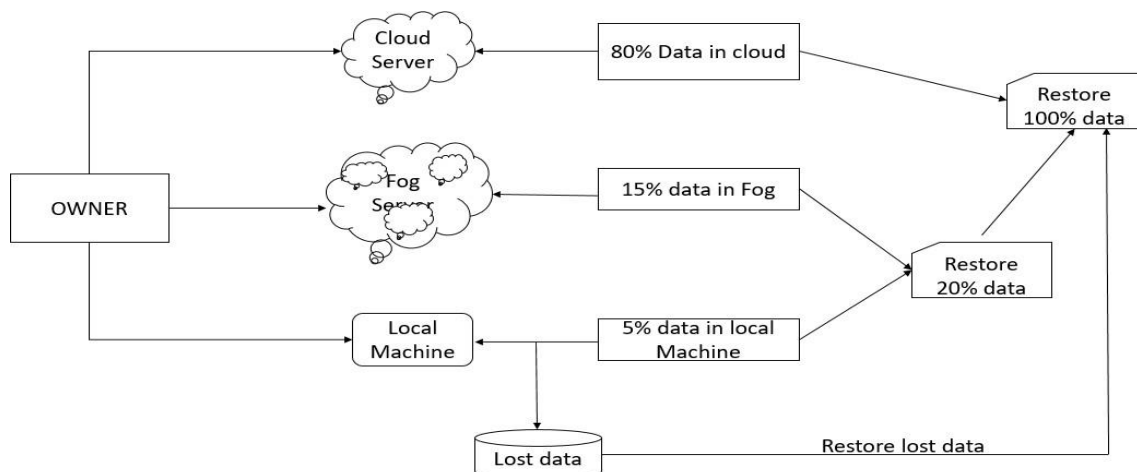 Cloud
Server
80% Data in cloud
Restore
100% data
OWNER
Fog
Server
15% data in Fog
Restore
20% data
Local
Machine
5% data in local
Machine
Lost data
Restore lost data